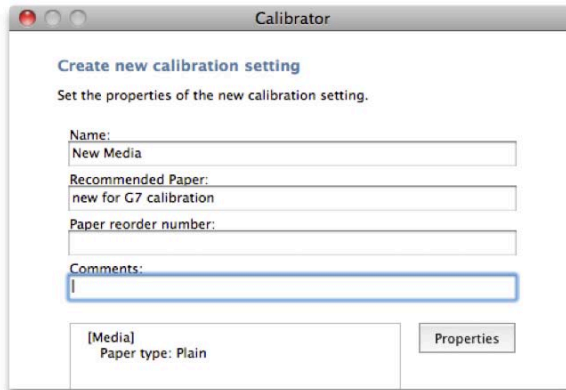 Calibrator
Create new calibration setting
Set the properties of the new calibration setting.
Name:
New Media
Recommended Paper:
new for G7 calibration
Paper reorder number:
Comments:
[Media]
Paper type: Plain
Properties